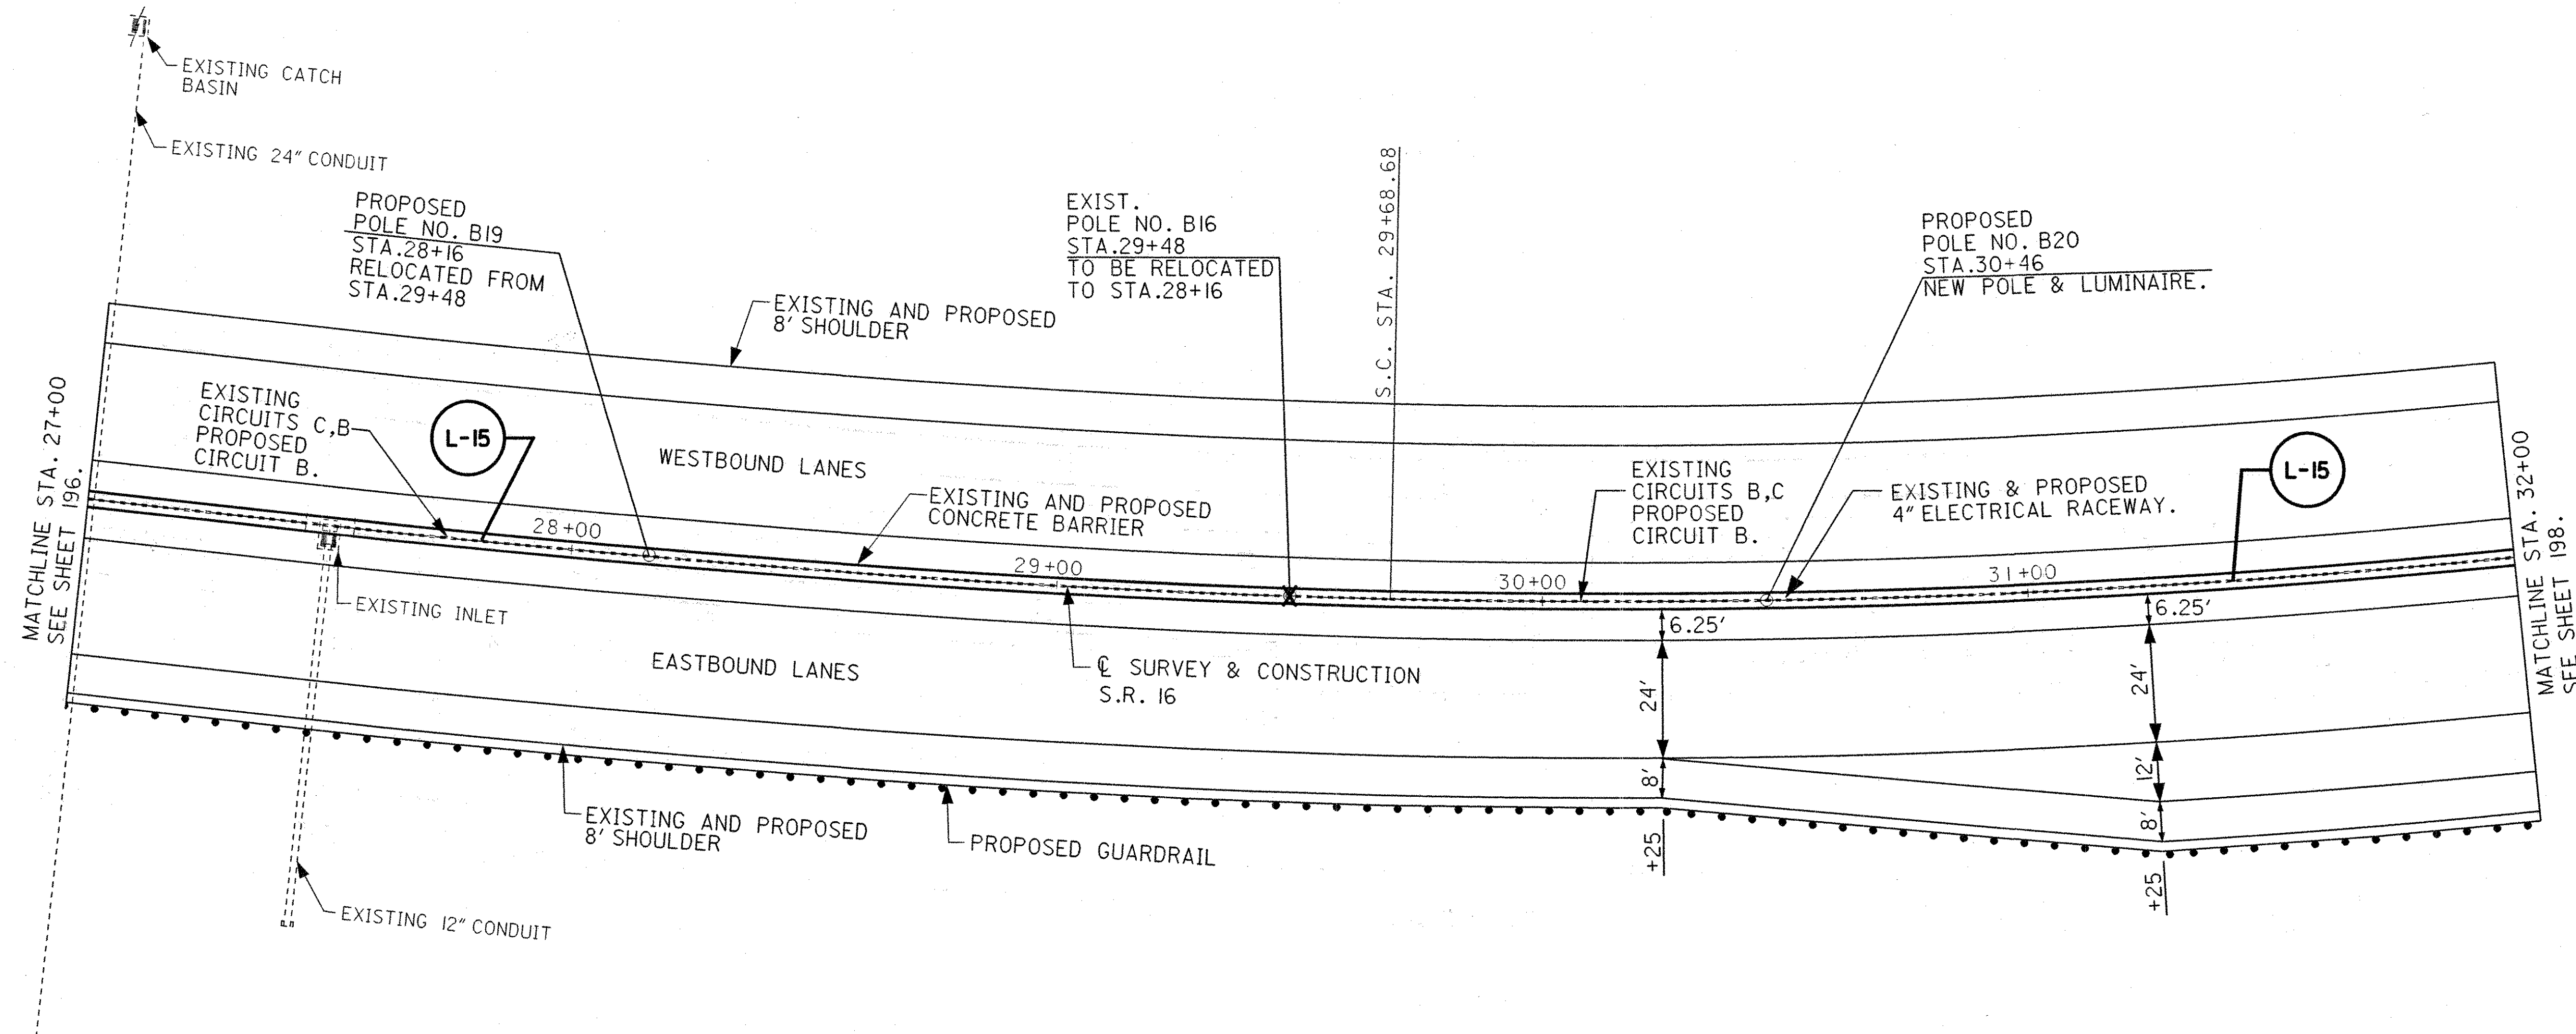 EXISTING CATCH
BASIN
EXISTING 24" CONDUIT
PROPOSED
POLE NO. B19
STA.28+16
RELOCATED FROM
STA.29+48
EXIST.
POLE NO. B16
STA.29+48
TO BE RELOCATED
TO STA.28+16
S.C. STA. 29+68.68
PROPOSED
POLE NO. B20
STA.30+46
NEW POLE & LUMINAIRE.
EXISTING AND PROPOSED
8' SHOULDER
MATCHLINE STA. 27+00
SEE SHEET 196.
EXISTING
CIRCUITS C,B
PROPOSED
CIRCUIT B.
L-15
WESTBOUND LANES
EXISTING AND PROPOSED
CONCRETE BARRIER
EXISTING
CIRCUITS B,C
PROPOSED
CIRCUIT B.
EXISTING & PROPOSED
4" ELECTRICAL RACEWAY.
L-15
MATCHLINE STA. 32+00
SEE SHEET 198.
28+00
29+00
30+00
31+00
EXISTING INLET
EASTBOUND LANES
℄ SURVEY & CONSTRUCTION
S.R. 16
6.25'
24'
8'
+25
6.25'
24'
12'
8'
+25
EXISTING AND PROPOSED
8' SHOULDER
PROPOSED GUARDRAIL
EXISTING 12" CONDUIT